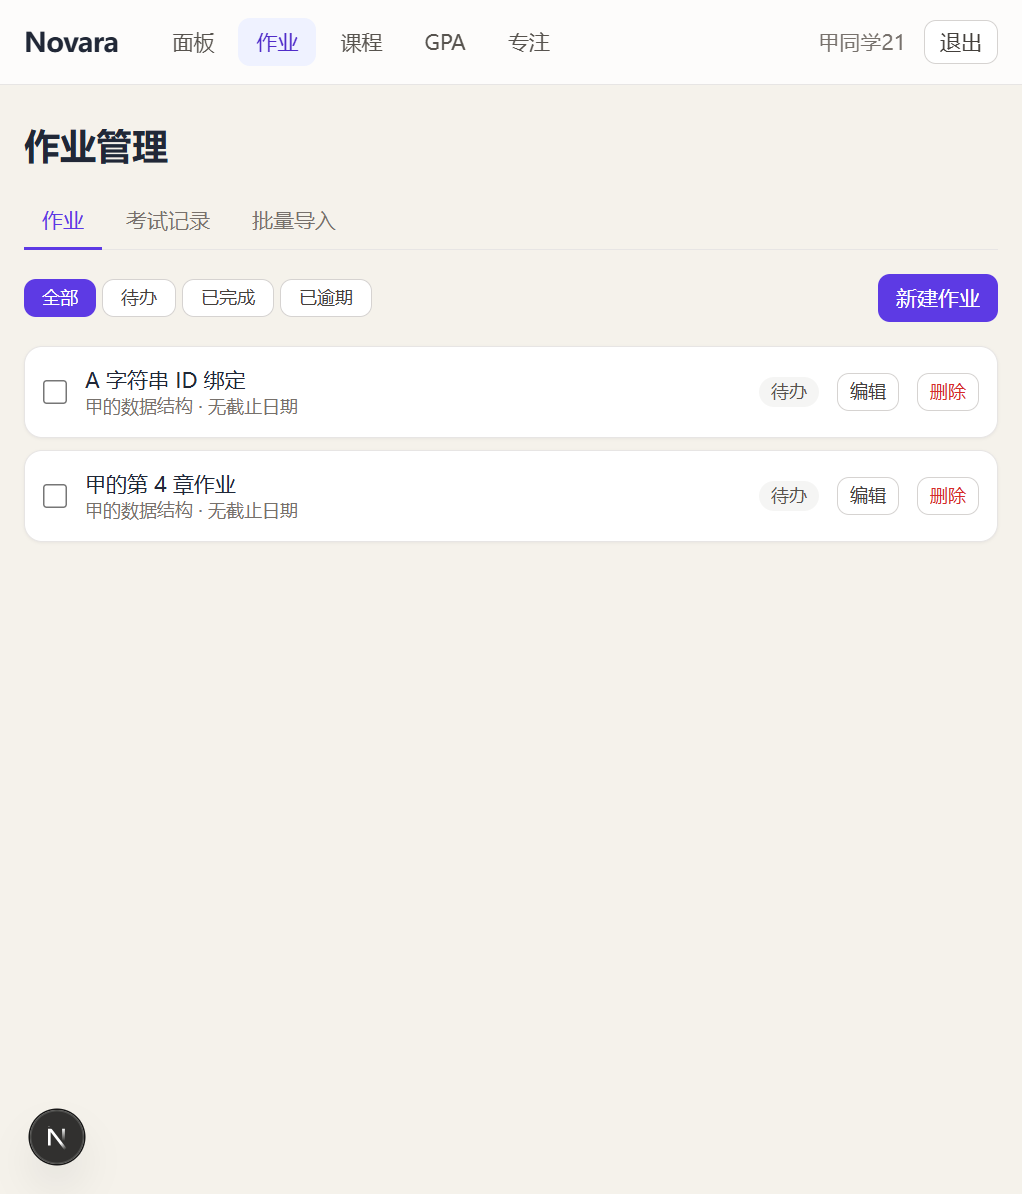 Novara 面板 作业 课程 GPA 专注 甲同学21 退出
作业管理
作业 考试记录 批量导入
全部 待办 已完成 已逾期 新建作业
A 字符串 ID 绑定
甲的数据结构 · 无截止日期
待办 编辑 删除
甲的第 4 章作业
甲的数据结构 · 无截止日期
待办 编辑 删除
N